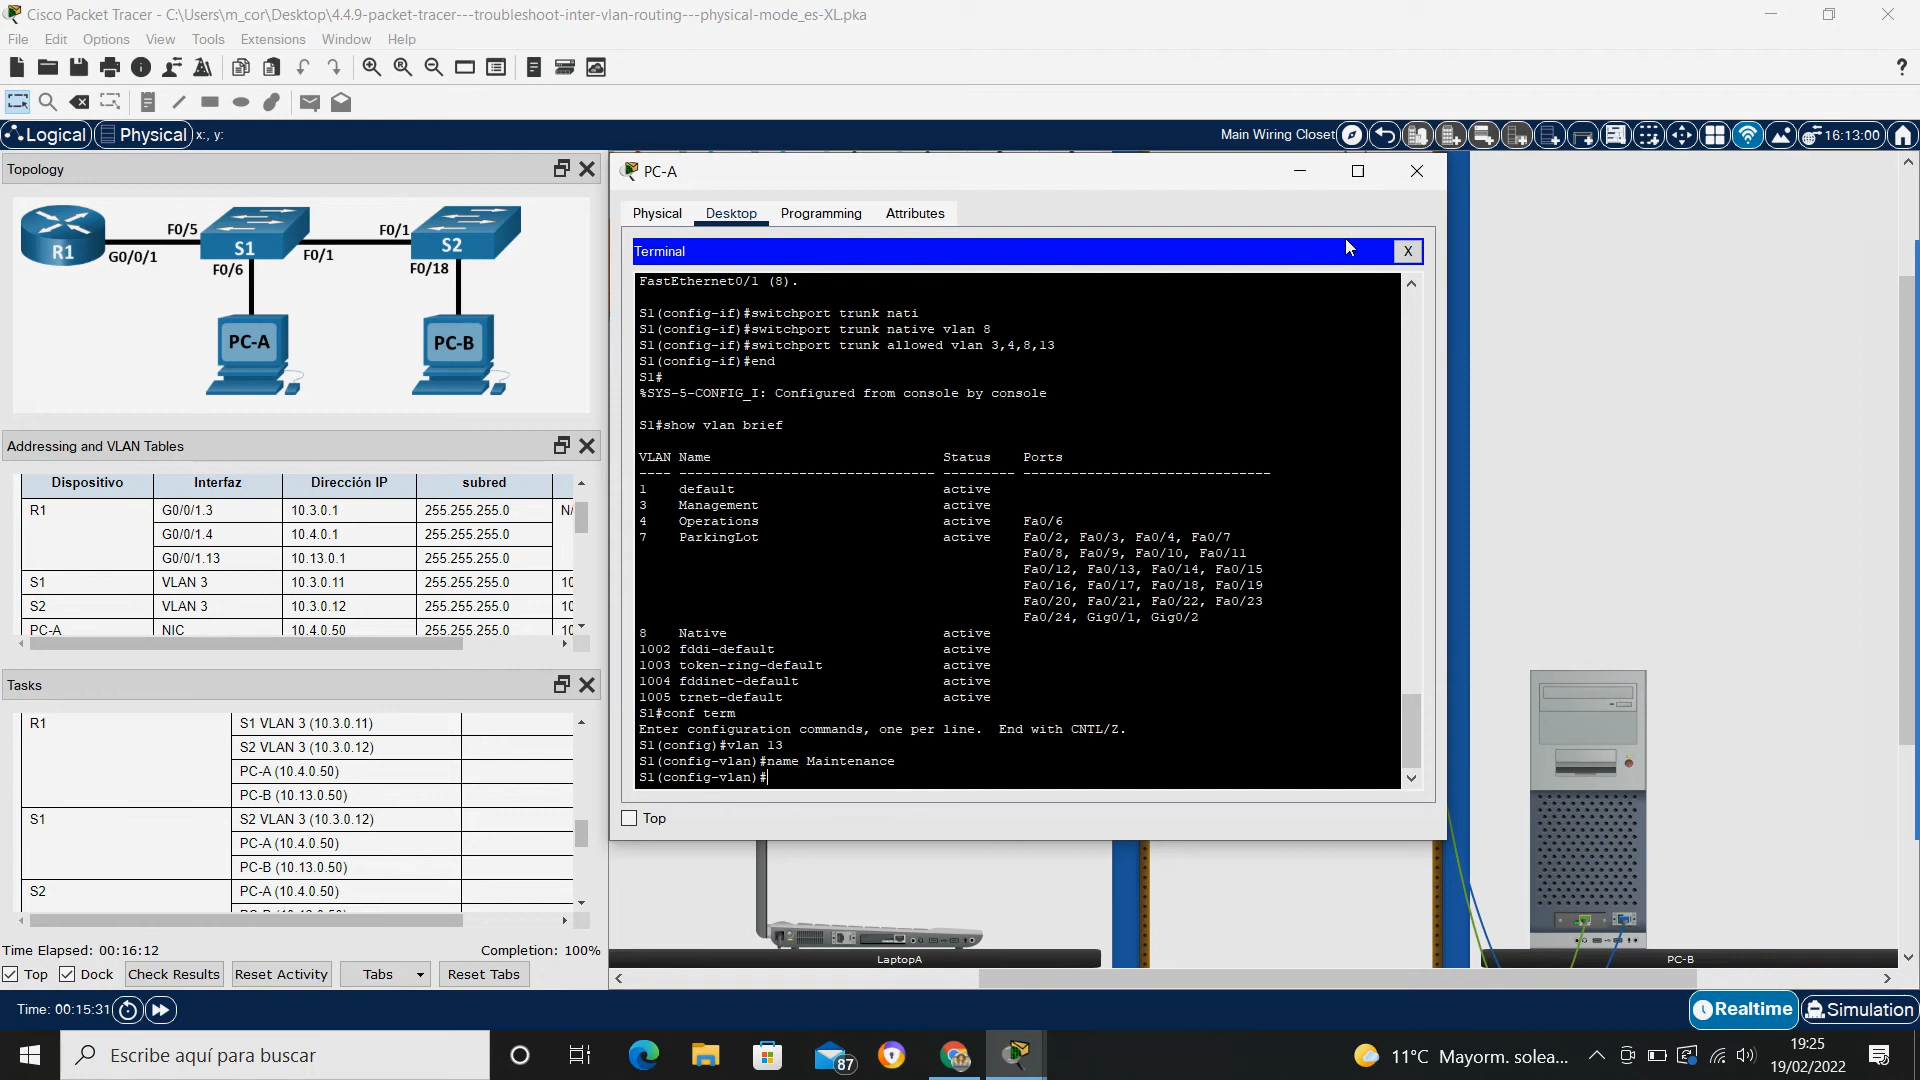 Cisco Packet Tracer - C:\Users\m_cor\Desktop\4.4.9-packet-tracer---troubleshoot-inter-vlan-routing---physical-mode_es-XL.pka
File Edit Options View Tools Extensions Window Help
Logical Physical x:, y:
Main Wiring Closet 16:13:00
Topology
R1 G0/0/1 F0/5 S1 F0/1 F0/1 S2
F0/6 F0/18
PC-A PC-B
Addressing and VLAN Tables
Dispositivo Interfaz Dirección IP subred
R1 G0/0/1.3 10.3.0.1 255.255.255.0 N/
G0/0/1.4 10.4.0.1 255.255.255.0
G0/0/1.13 10.13.0.1 255.255.255.0
S1 VLAN 3 10.3.0.11 255.255.255.0 10
S2 VLAN 3 10.3.0.12 255.255.255.0 10
PC-A NIC 10.4.0.50 255.255.255.0 10
Tasks
R1 S1 VLAN 3 (10.3.0.11)
S2 VLAN 3 (10.3.0.12)
PC-A (10.4.0.50)
PC-B (10.13.0.50)
S1 S2 VLAN 3 (10.3.0.12)
PC-A (10.4.0.50)
PC-B (10.13.0.50)
S2 PC-A (10.4.0.50)
Time Elapsed: 00:16:12 Completion: 100%
Top Dock Check Results Reset Activity Tabs Reset Tabs
PC-A
Physical Desktop Programming Attributes
Terminal X
FastEthernet0/1 (8).
S1(config-if)#switchport trunk nati
S1(config-if)#switchport trunk native vlan 8
S1(config-if)#switchport trunk allowed vlan 3,4,8,13
S1(config-if)#end
S1#
%SYS-5-CONFIG_I: Configured from console by console
S1#show vlan brief
VLAN Name Status Ports
---- -------------------------------- --------- -------------------------------
1 default active
3 Management active
4 Operations active Fa0/6
7 ParkingLot active Fa0/2, Fa0/3, Fa0/4, Fa0/7
Fa0/8, Fa0/9, Fa0/10, Fa0/11
Fa0/12, Fa0/13, Fa0/14, Fa0/15
Fa0/16, Fa0/17, Fa0/18, Fa0/19
Fa0/20, Fa0/21, Fa0/22, Fa0/23
Fa0/24, Gig0/1, Gig0/2
8 Native active
1002 fddi-default active
1003 token-ring-default active
1004 fddinet-default active
1005 trnet-default active
S1#conf term
Enter configuration commands, one per line. End with CNTL/Z.
S1(config)#vlan 13
S1(config-vlan)#name Maintenance
S1(config-vlan)#
Top
LaptopA
PC-B
Time: 00:15:31
Realtime Simulation
Escribe aquí para buscar
87
11°C Mayorm. solea...
19:25
19/02/2022